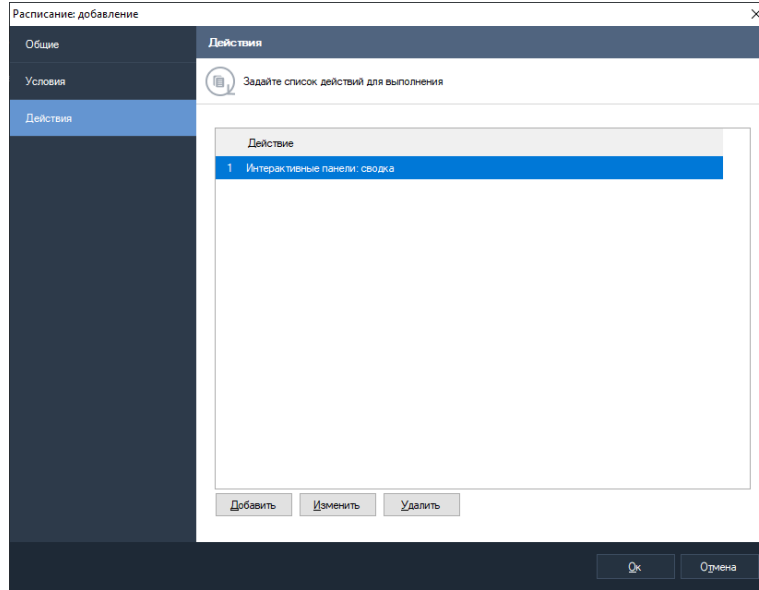 Расписание: добавление
Общие
Условия
Действия
Действия
Задайте список действий для выполнения
Действие
1 Интерактивные панели: сводка
Добавить Изменить Удалить
Ок Отмена